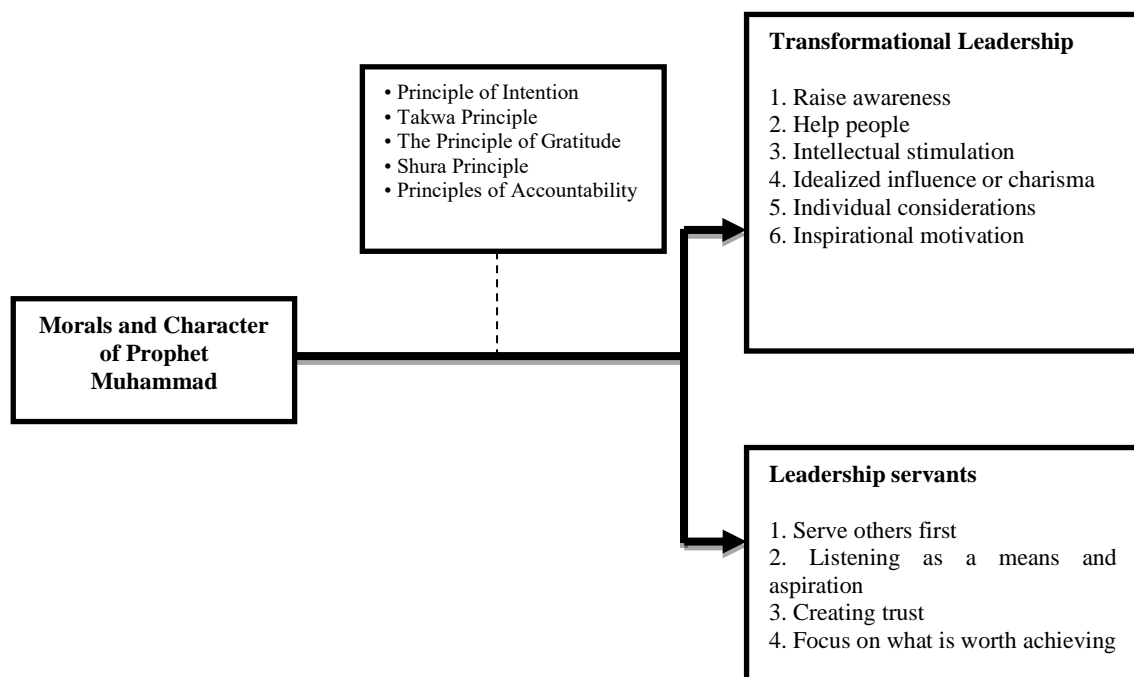 Morals and Character
of Prophet
Muhammad
• Principle of Intention
• Takwa Principle
• The Principle of Gratitude
• Shura Principle
• Principles of Accountability
Transformational Leadership
1. Raise awareness
2. Help people
3. Intellectual stimulation
4. Idealized influence or charisma
5. Individual considerations
6. Inspirational motivation
Leadership servants
1. Serve others first
2. Listening as a means and
aspiration
3. Creating trust
4. Focus on what is worth achieving